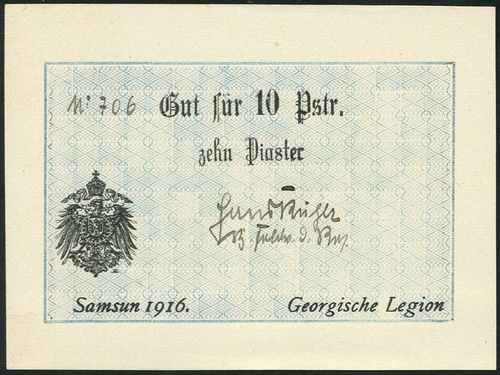 No 706 Gut für 10 Pstr.
zehn Piaster
Samsun 1916. Georgische Legion